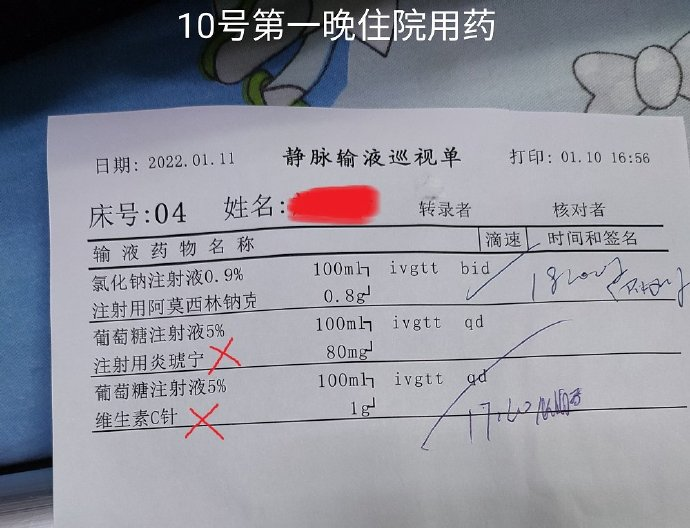 10号第一晚住院用药
日期: 2022.01.11 静脉输液巡视单 打印: 01.10 16:56
床号:04 姓名: 转录者 核对者
输液药物名称 滴速 时间和签名
氯化钠注射液0.9% 100ml ivgtt bid
注射用阿莫西林钠克 0.8g
葡萄糖注射液5% 100ml ivgtt qd
注射用炎琥宁 80mg
葡萄糖注射液5% 100ml ivgtt qd
维生素C针 1g